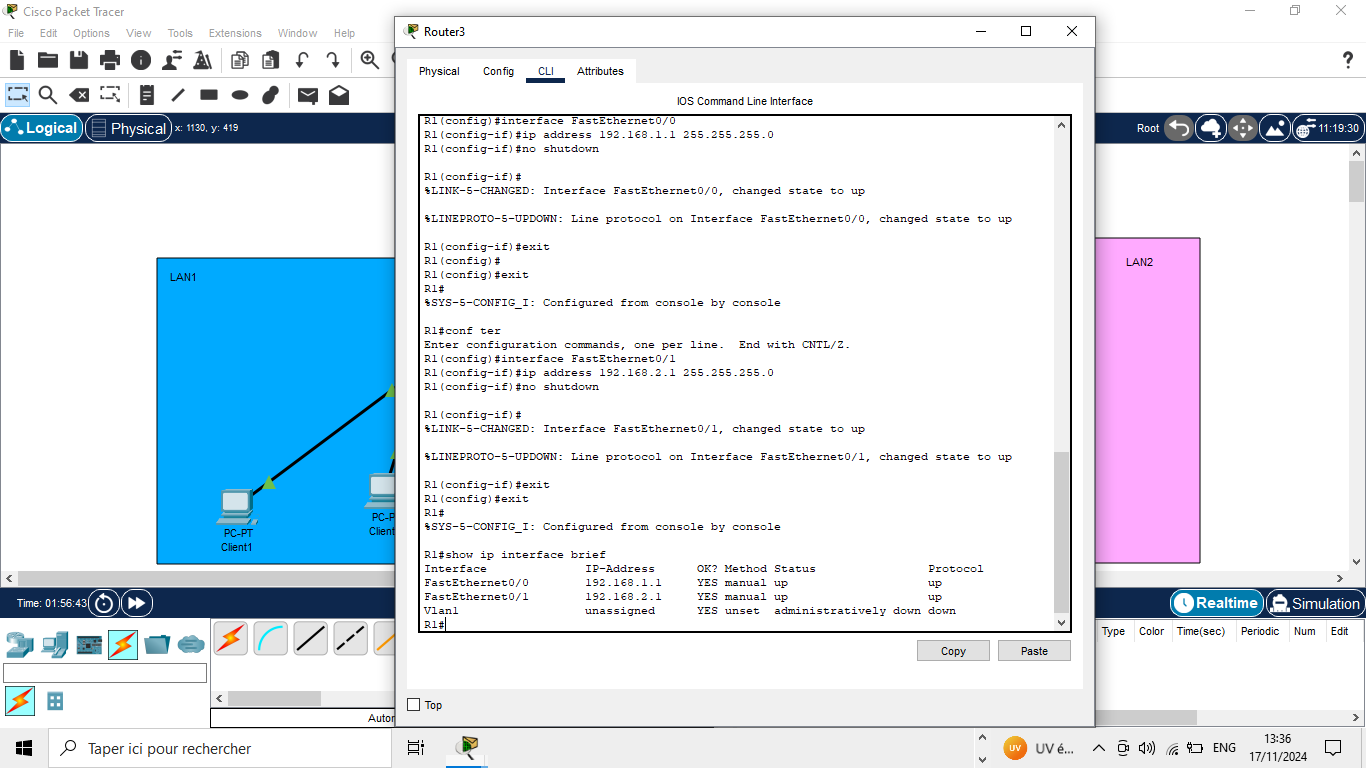 Cisco Packet Tracer
File Edit Options View Tools Extensions Window Help
Router3
Physical Config CLI Attributes
IOS Command Line Interface
Logical Physical x: 1130, y: 419
Root 11:19:30
R1(config)#interface FastEthernet0/0
R1(config-if)#ip address 192.168.1.1 255.255.255.0
R1(config-if)#no shutdown
R1(config-if)#
%LINK-5-CHANGED: Interface FastEthernet0/0, changed state to up
%LINEPROTO-5-UPDOWN: Line protocol on Interface FastEthernet0/0, changed state to up
R1(config-if)#exit
R1(config)#
R1(config)#exit
R1#
%SYS-5-CONFIG_I: Configured from console by console
R1#conf ter
Enter configuration commands, one per line. End with CNTL/Z.
R1(config)#interface FastEthernet0/1
R1(config-if)#ip address 192.168.2.1 255.255.255.0
R1(config-if)#no shutdown
R1(config-if)#
%LINK-5-CHANGED: Interface FastEthernet0/1, changed state to up
%LINEPROTO-5-UPDOWN: Line protocol on Interface FastEthernet0/1, changed state to up
R1(config-if)#exit
R1(config)#exit
R1#
%SYS-5-CONFIG_I: Configured from console by console
R1#show ip interface brief
Interface IP-Address OK? Method Status Protocol
FastEthernet0/0 192.168.1.1 YES manual up up
FastEthernet0/1 192.168.2.1 YES manual up up
Vlan1 unassigned YES unset administratively down down
R1#
Copy Paste
Top
LAN1
LAN2
PC-PT
Client1
PC-P
Client
Time: 01:56:43
Realtime Simulation
Type Color Time(sec) Periodic Num Edit
Autor
Taper ici pour rechercher
UV UV é... ENG
13:36
17/11/2024